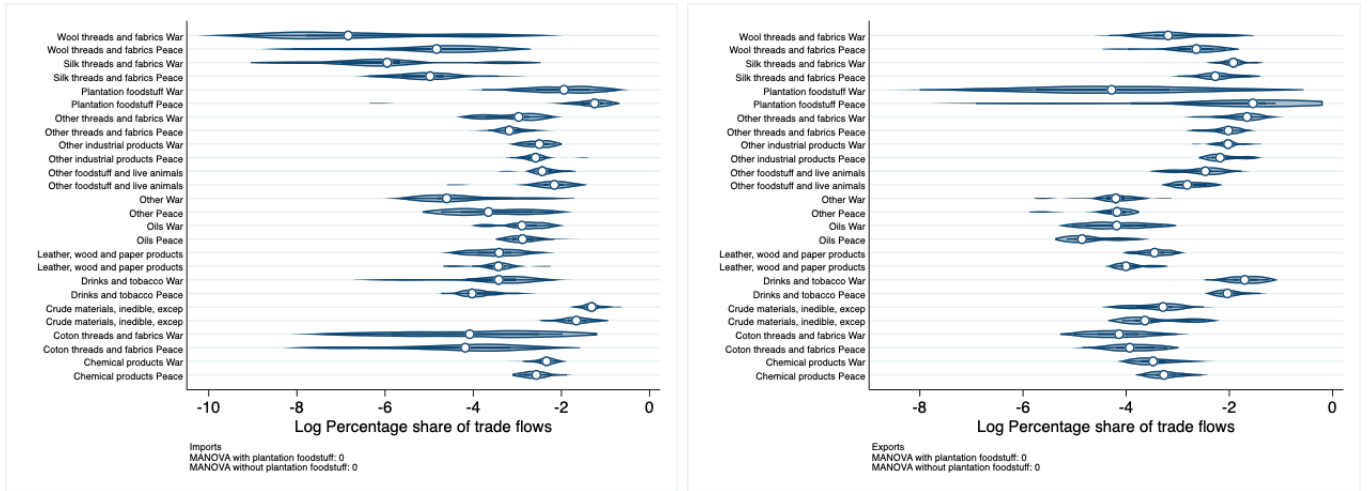 Wool threads and fabrics War
Wool threads and fabrics Peace
Silk threads and fabrics War
Silk threads and fabrics Peace
Plantation foodstuff War
Plantation foodstuff Peace
Other threads and fabrics War
Other threads and fabrics Peace
Other industrial products War
Other industrial products Peace
Other foodstuff and live animals
Other foodstuff and live animals
Other War
Other Peace
Oils War
Oils Peace
Leather, wood and paper products
Leather, wood and paper products
Drinks and tobacco War
Drinks and tobacco Peace
Crude materials, inedible, excep
Crude materials, inedible, excep
Coton threads and fabrics War
Coton threads and fabrics Peace
Chemical products War
Chemical products Peace
-10 -8 -6 -4 -2 0
Log Percentage share of trade flows
Imports
MANOVA with plantation foodstuff: 0
MANOVA without plantation foodstuff: 0
Wool threads and fabrics War
Wool threads and fabrics Peace
Silk threads and fabrics War
Silk threads and fabrics Peace
Plantation foodstuff War
Plantation foodstuff Peace
Other threads and fabrics War
Other threads and fabrics Peace
Other industrial products War
Other industrial products Peace
Other foodstuff and live animals
Other foodstuff and live animals
Other War
Other Peace
Oils War
Oils Peace
Leather, wood and paper products
Leather, wood and paper products
Drinks and tobacco War
Drinks and tobacco Peace
Crude materials, inedible, excep
Crude materials, inedible, excep
Coton threads and fabrics War
Coton threads and fabrics Peace
Chemical products War
Chemical products Peace
-8 -6 -4 -2 0
Log Percentage share of trade flows
Exports
MANOVA with plantation foodstuff: 0
MANOVA without plantation foodstuff: 0